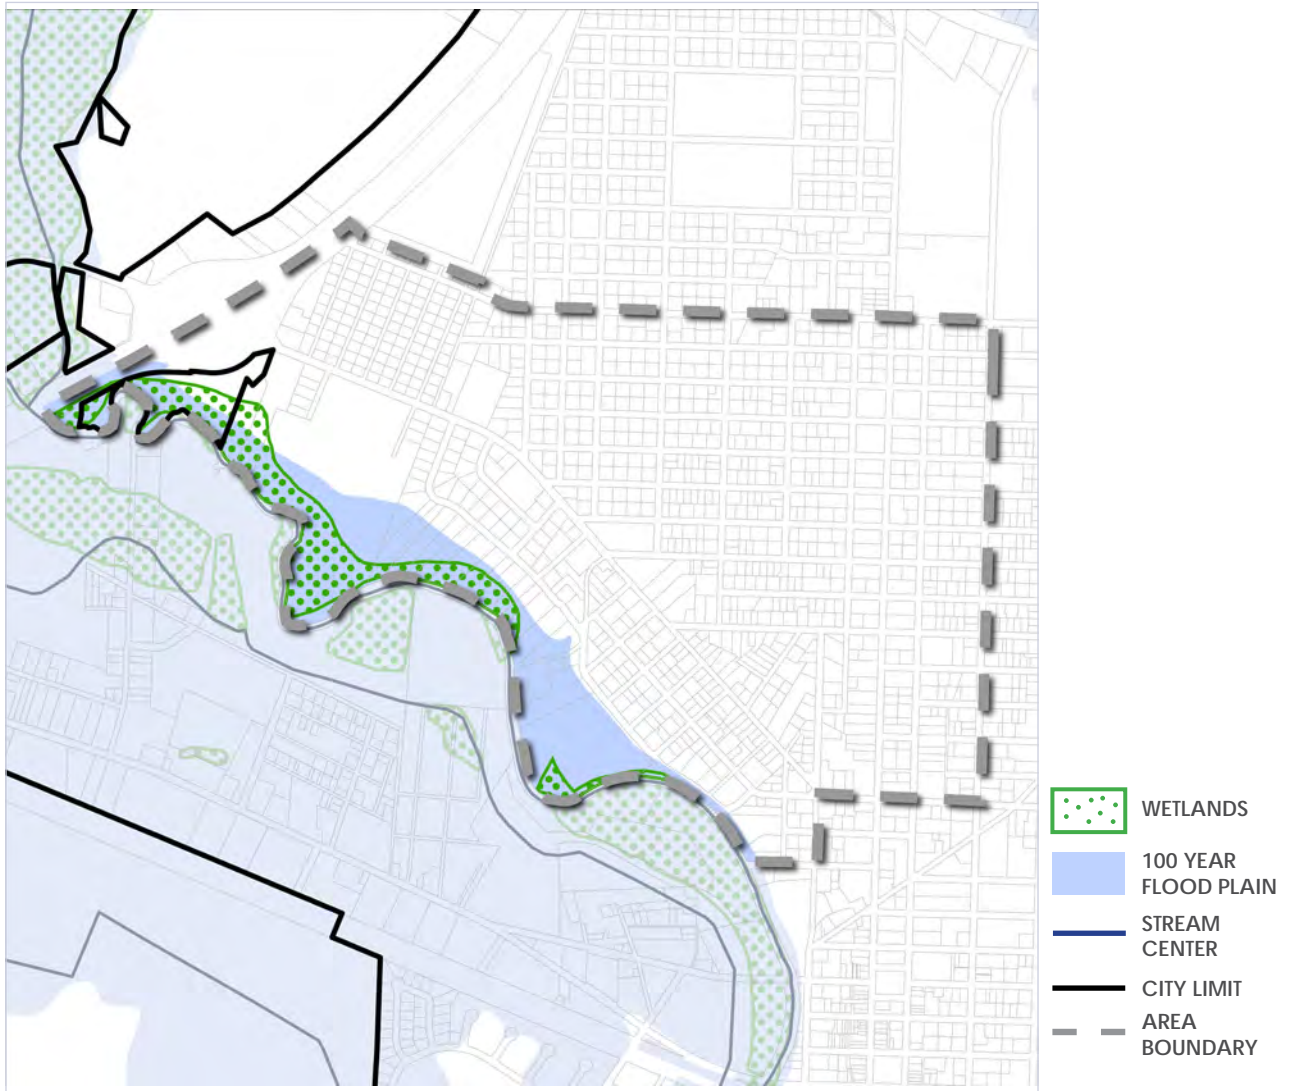 WETLANDS
100 YEAR
FLOOD PLAIN
STREAM
CENTER
CITY LIMIT
AREA
BOUNDARY